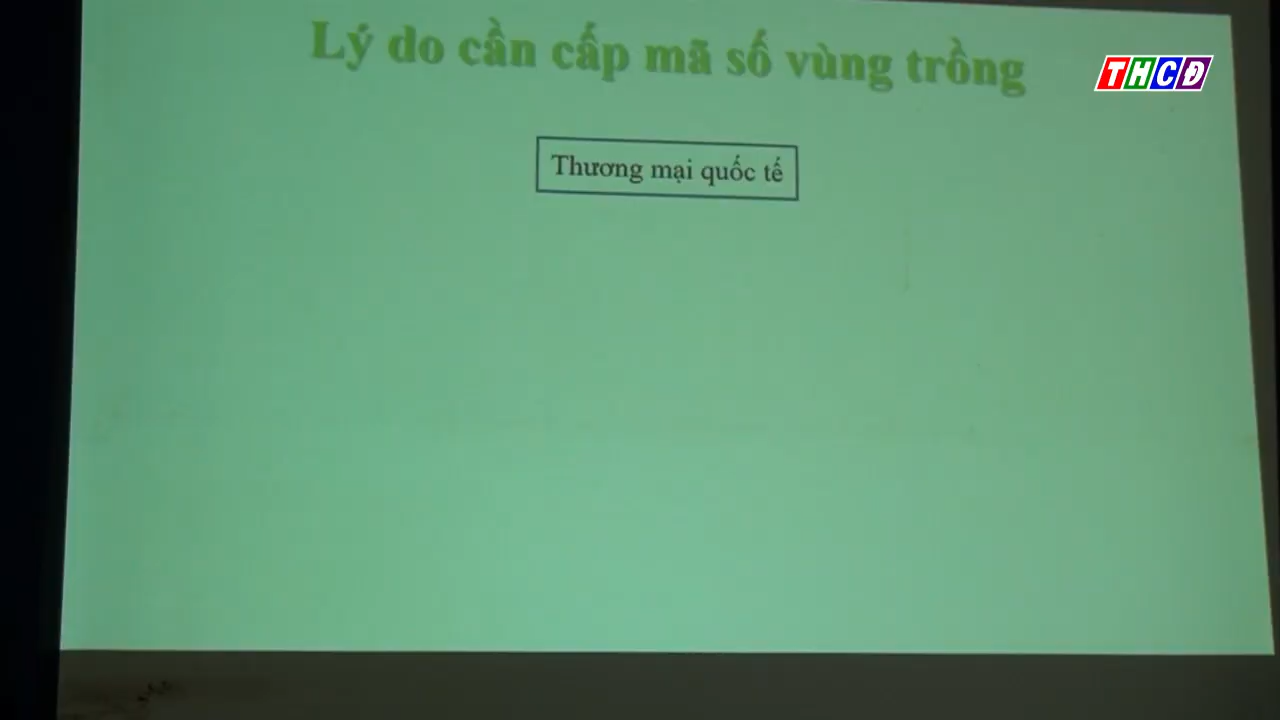 Lý do cần cấp mã số vùng trồng
THCĐ
Thương mại quốc tế